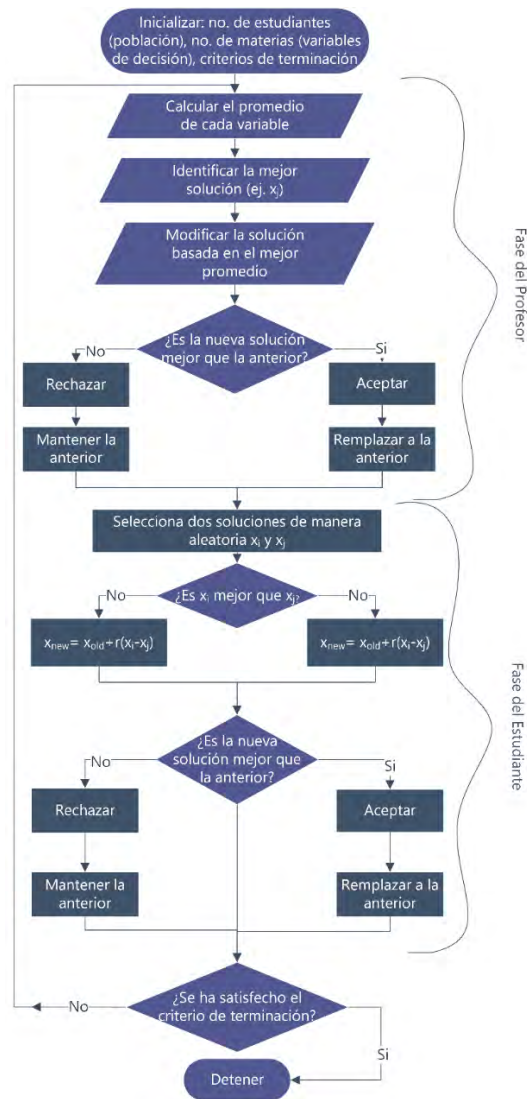 Inicializar: no. de estudiantes
(población), no. de materias (variables
de decisión), criterios de terminación
Calcular el promedio
de cada variable
Identificar la mejor
solución (ej. xj)
Modificar la solución
basada en el mejor
promedio
¿Es la nueva solución
mejor que la anterior?
No
Si
Rechazar
Aceptar
Mantener la
anterior
Remplazar a la
anterior
Fase del Profesor
Selecciona dos soluciones de manera
aleatoria xi y xj
¿Es xi mejor que xj?
No
No
xnew= xold+r(xi-xj)
xnew= xold+r(xi-xj)
¿Es la nueva
solución mejor que
la anterior?
No
Si
Rechazar
Aceptar
Mantener la
anterior
Remplazar a la
anterior
Fase del Estudiante
¿Se ha satisfecho el
criterio de terminación?
No
Si
Detener